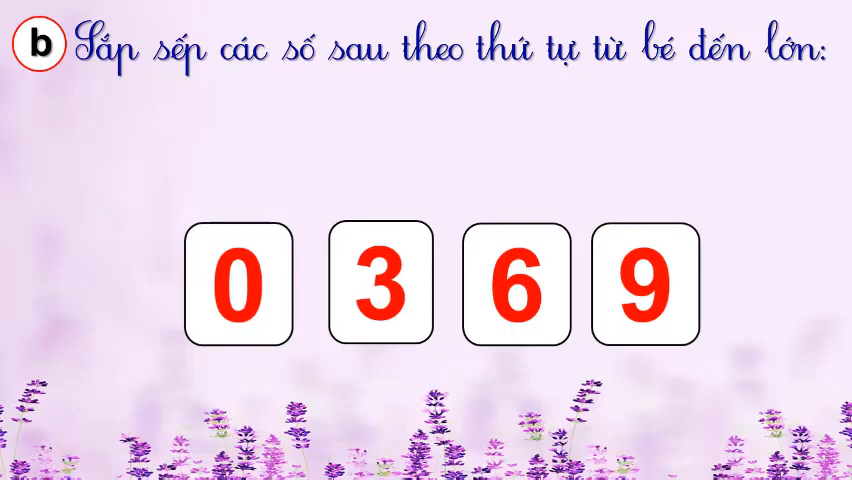 b Sắp sếp các số sau theo thứ tự từ bé đến lớn:
0 3 6 9